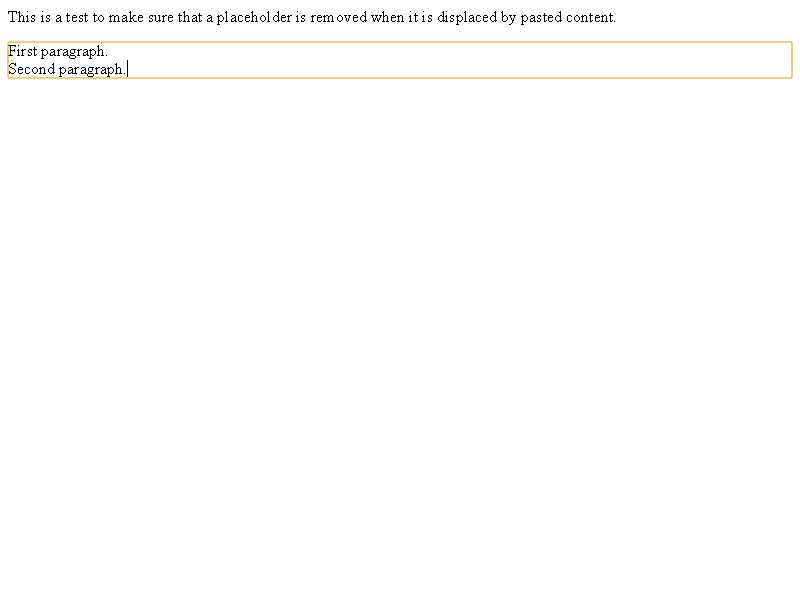 This is a test to make sure that a placeholder is removed when it is displaced by pasted content.
First paragraph.
Second paragraph.